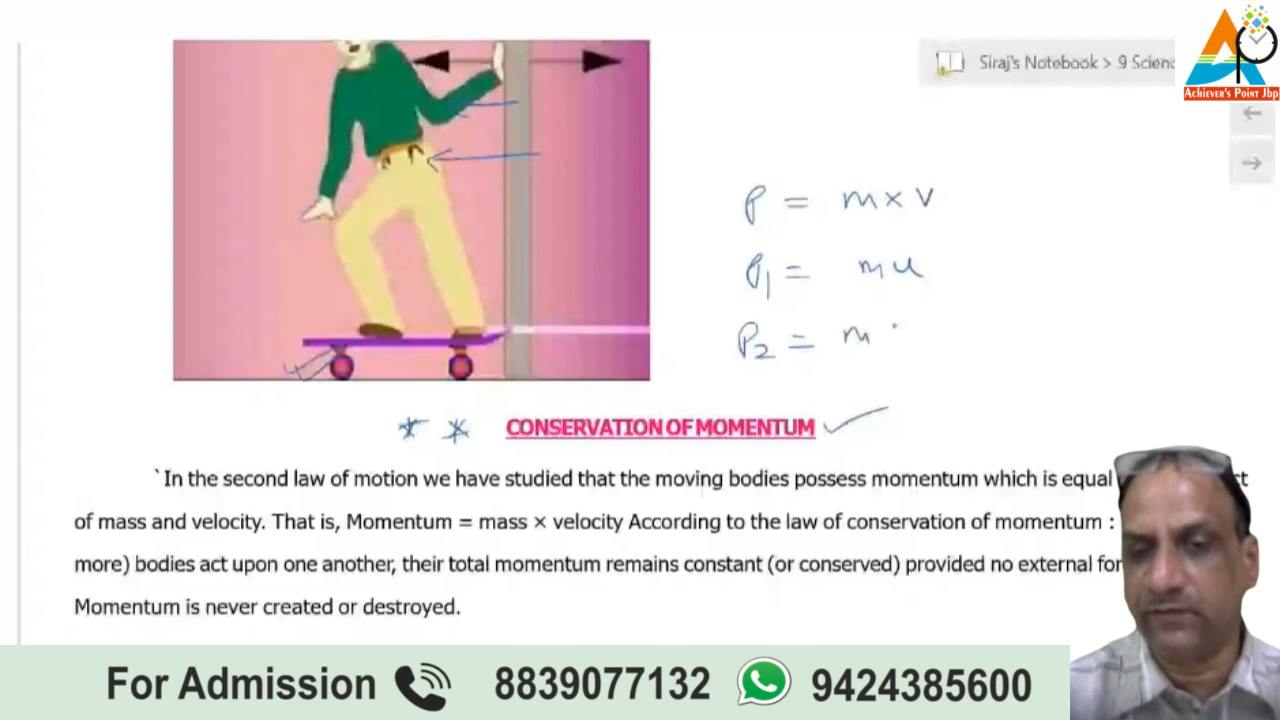 Siraj's Notebook > 9 Scienc
ACHIEVER'S POINT Jbp
P = m × v
P1 = mu
P2 = m
CONSERVATION OF MOMENTUM
`In the second law of motion we have studied that the moving bodies possess momentum which is equal
of mass and velocity. That is, Momentum = mass × velocity According to the law of conservation of momentum :
more) bodies act upon one another, their total momentum remains constant (or conserved) provided no external for
Momentum is never created or destroyed.
For Admission 8839077132 9424385600